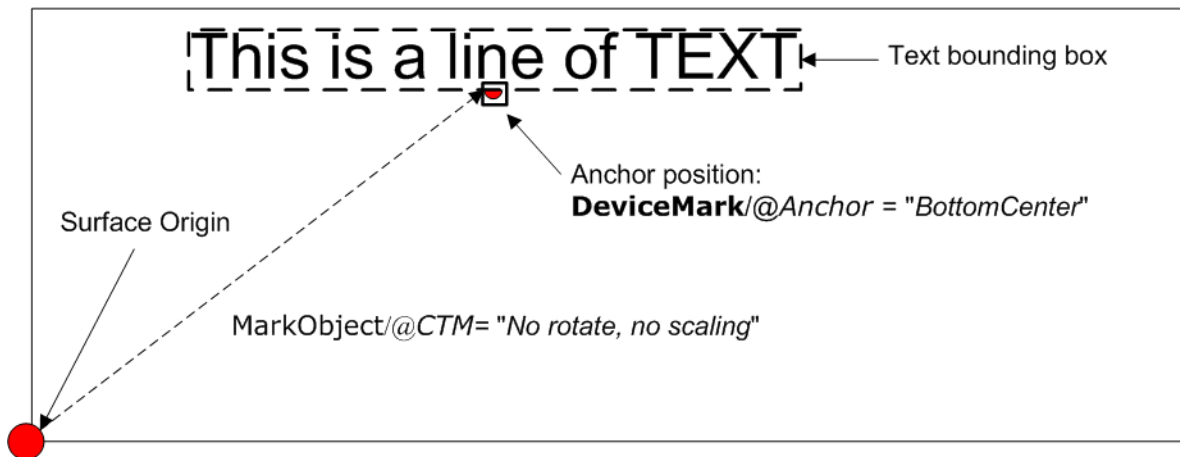 This is a line of TEXT
Text bounding box
Anchor position:
DeviceMark/@Anchor = "BottomCenter"
Surface Origin
MarkObject/@CTM= "No rotate, no scaling"